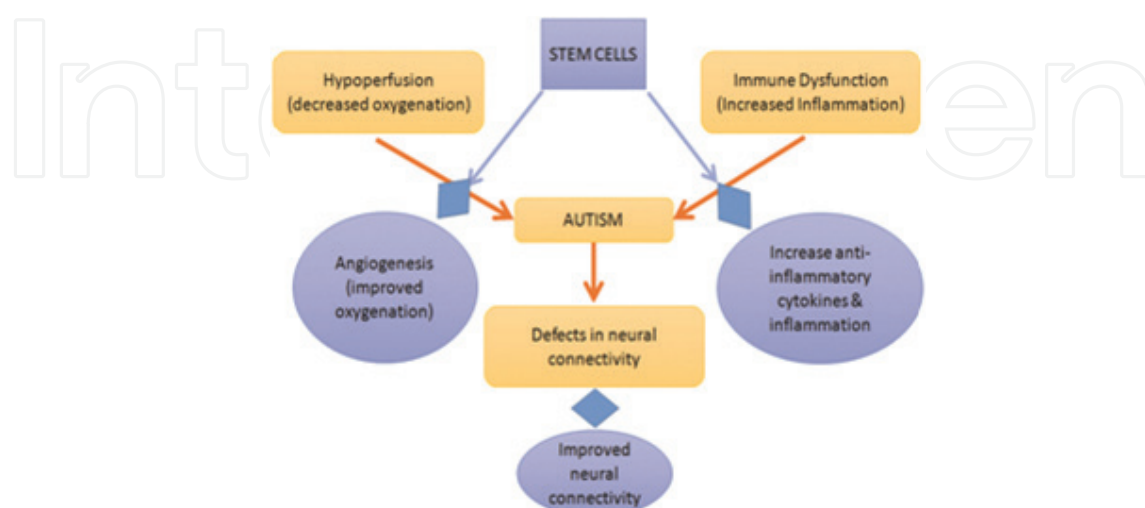 STEM CELLS
Hypoperfusion
(decreased oxygenation)
Immune Dysfunction
(Increased Inflammation)
AUTISM
Angiogenesis
(improved
oxygenation)
Increase anti-
inflammatory
cytokines &
inflammation
Defects in neural
connectivity
Improved
neural
connectivity